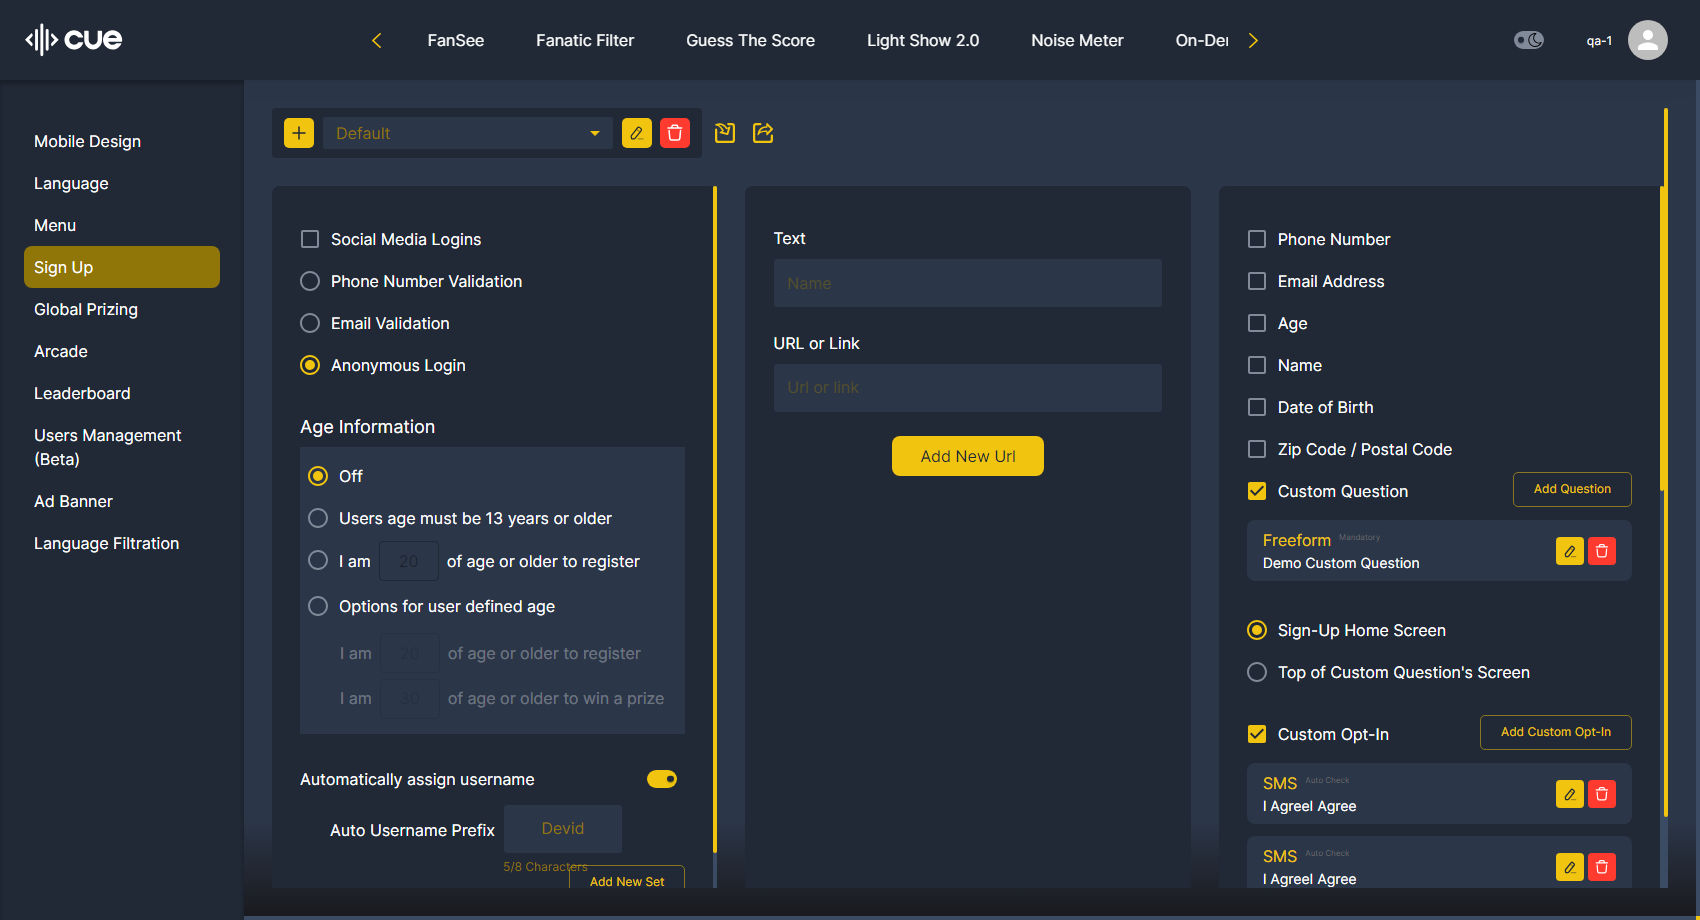 cue
FanSee
Fanatic Filter
Guess The Score
Light Show 2.0
Noise Meter
On-De
qa-1
Mobile Design
Language
Menu
Sign Up
Global Prizing
Arcade
Leaderboard
Users Management
(Beta)
Ad Banner
Language Filtration
Default
Social Media Logins
Phone Number Validation
Email Validation
Anonymous Login
Age Information
Off
Users age must be 13 years or older
I am 20 of age or older to register
Options for user defined age
I am 20 of age or older to register
I am 30 of age or older to win a prize
Automatically assign username
Auto Username Prefix Devid
5/8 Characters
Add New Set
Text
Name
URL or Link
Url or link
Add New Url
Phone Number
Email Address
Age
Name
Date of Birth
Zip Code / Postal Code
Custom Question Add Question
Freeform Mandatory
Demo Custom Question
Sign-Up Home Screen
Top of Custom Question's Screen
Custom Opt-In Add Custom Opt-In
SMS Auto Check
I AgreeI Agree
SMS Auto Check
I AgreeI Agree